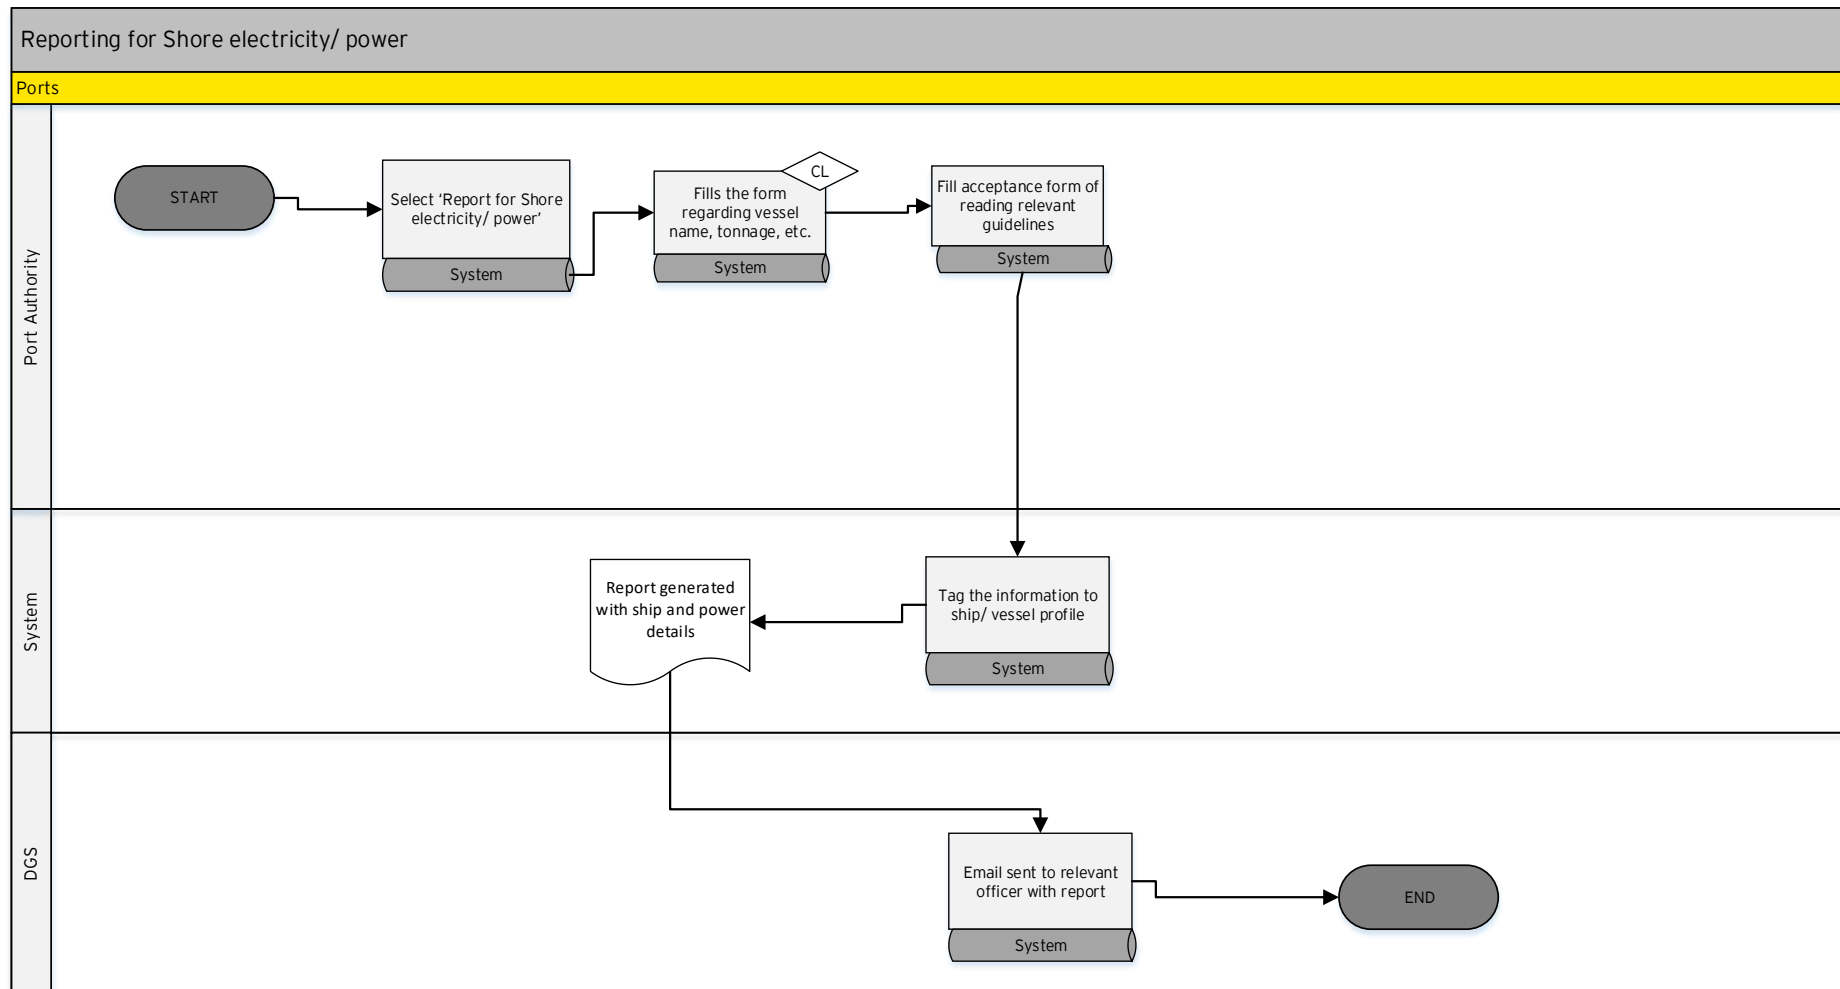 Reporting for Shore electricity/ power
Ports
Port Authority
START
Select ‘Report for Shore
electricity/ power‘
System
CL
Fills the form
regarding vessel
name, tonnage, etc.
System
Fill acceptance form of
reading relevant
guidelines
System
System
Report generated
with ship and power
details
Tag the information to
ship/ vessel profile
System
DGS
Email sent to relevant
officer with report
System
END